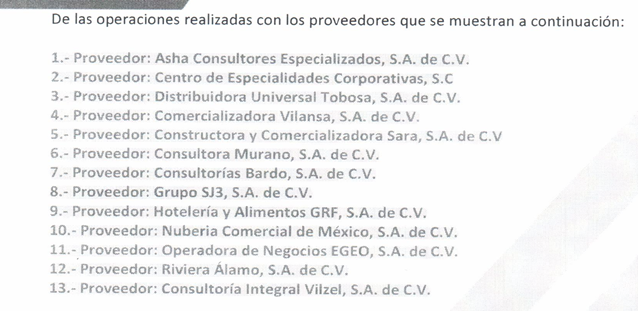 De las operaciones realizadas con los proveedores que se muestran a continuación:
1.- Proveedor: Asha Consultores Especializados, S.A. de C.V.
2.- Proveedor: Centro de Especialidades Corporativas, S.C
3.- Proveedor: Distribuidora Universal Tobosa, S.A. de C.V.
4.- Proveedor: Comercializadora Vilansa, S.A. de C.V.
5.- Proveedor: Constructora y Comercializadora Sara, S.A. de C.V
6.- Proveedor: Consultora Murano, S.A. de C.V.
7.- Proveedor: Consultorías Bardo, S.A. de C.V.
8.- Proveedor: Grupo SJ3, S.A. de C.V.
9.- Proveedor: Hotelería y Alimentos GRF, S.A. de C.V.
10.- Proveedor: Nuberia Comercial de México, S.A. de C.V.
11.- Proveedor: Operadora de Negocios EGEO, S.A. de C.V.
12.- Proveedor: Riviera Álamo, S.A. de C.V.
13.- Proveedor: Consultoría Integral Vilzel, S.A. de C.V.